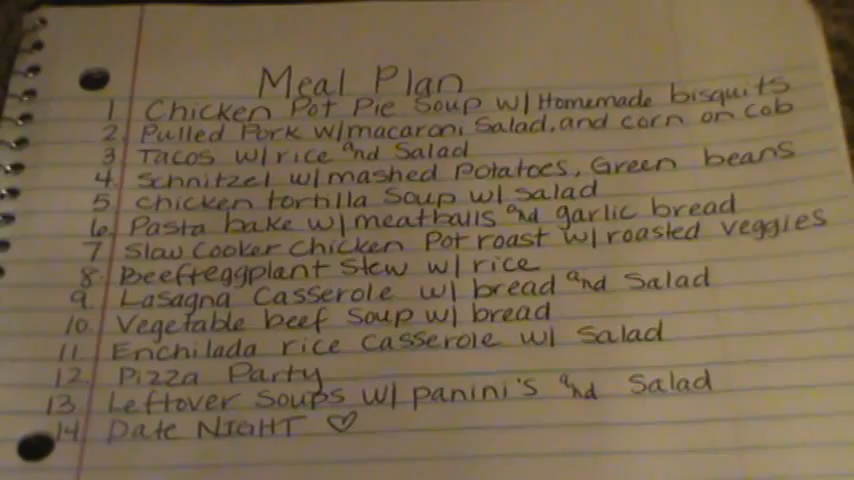 Meal Plan
1 Chicken Pot Pie Soup w/Homemade bisquits
2. Pulled Pork w/macaroni Salad, and corn on cob
3 Tacos w/rice and Salad
4. Schnitzel w/mashed Potatoes, Green beans
5. Chicken tortilla Soup w/ Salad
6. Pasta bake w/meatballs and garlic bread
7 Slow Cooker Chicken Pot roast w/roasted veggies
8. Beef+eggplant Stew w/rice
9. Lasagna Casserole w/ bread and Salad
10. Vegetable beef Soup w/ bread
11. Enchilada rice Casserole w/ Salad
12. Pizza Party
13. Leftover Soups w/ panini's and Salad
14. Date NIGHT ♡